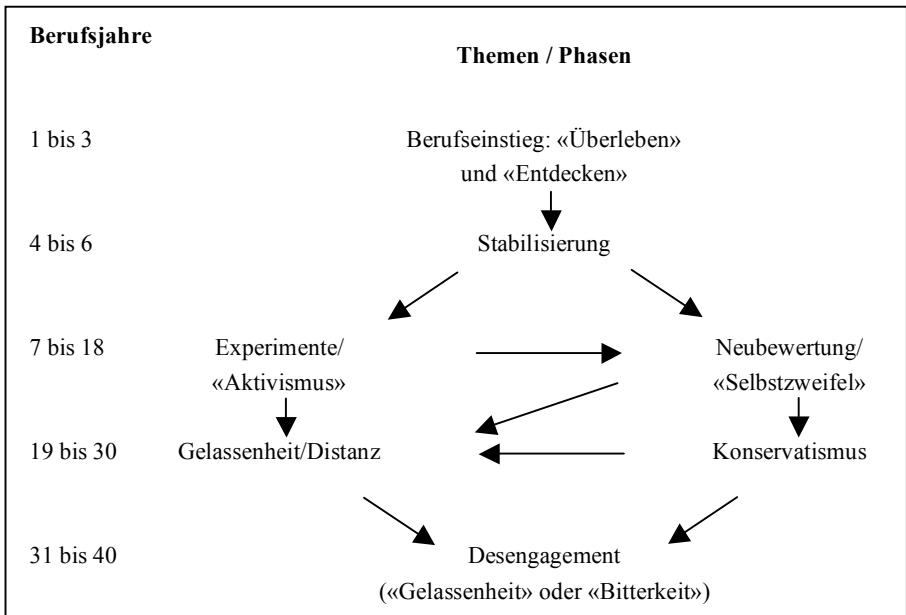 Berufsjahre
Themen / Phasen
1 bis 3
Berufseinstieg: «Überleben»
und «Entdecken»
4 bis 6
Stabilisierung
7 bis 18
Experimente/
«Aktivismus»
Neubewertung/
«Selbstzweifel»
19 bis 30
Gelassenheit/Distanz
Konservatismus
31 bis 40
Desengagement
(«Gelassenheit» oder «Bitterkeit»)